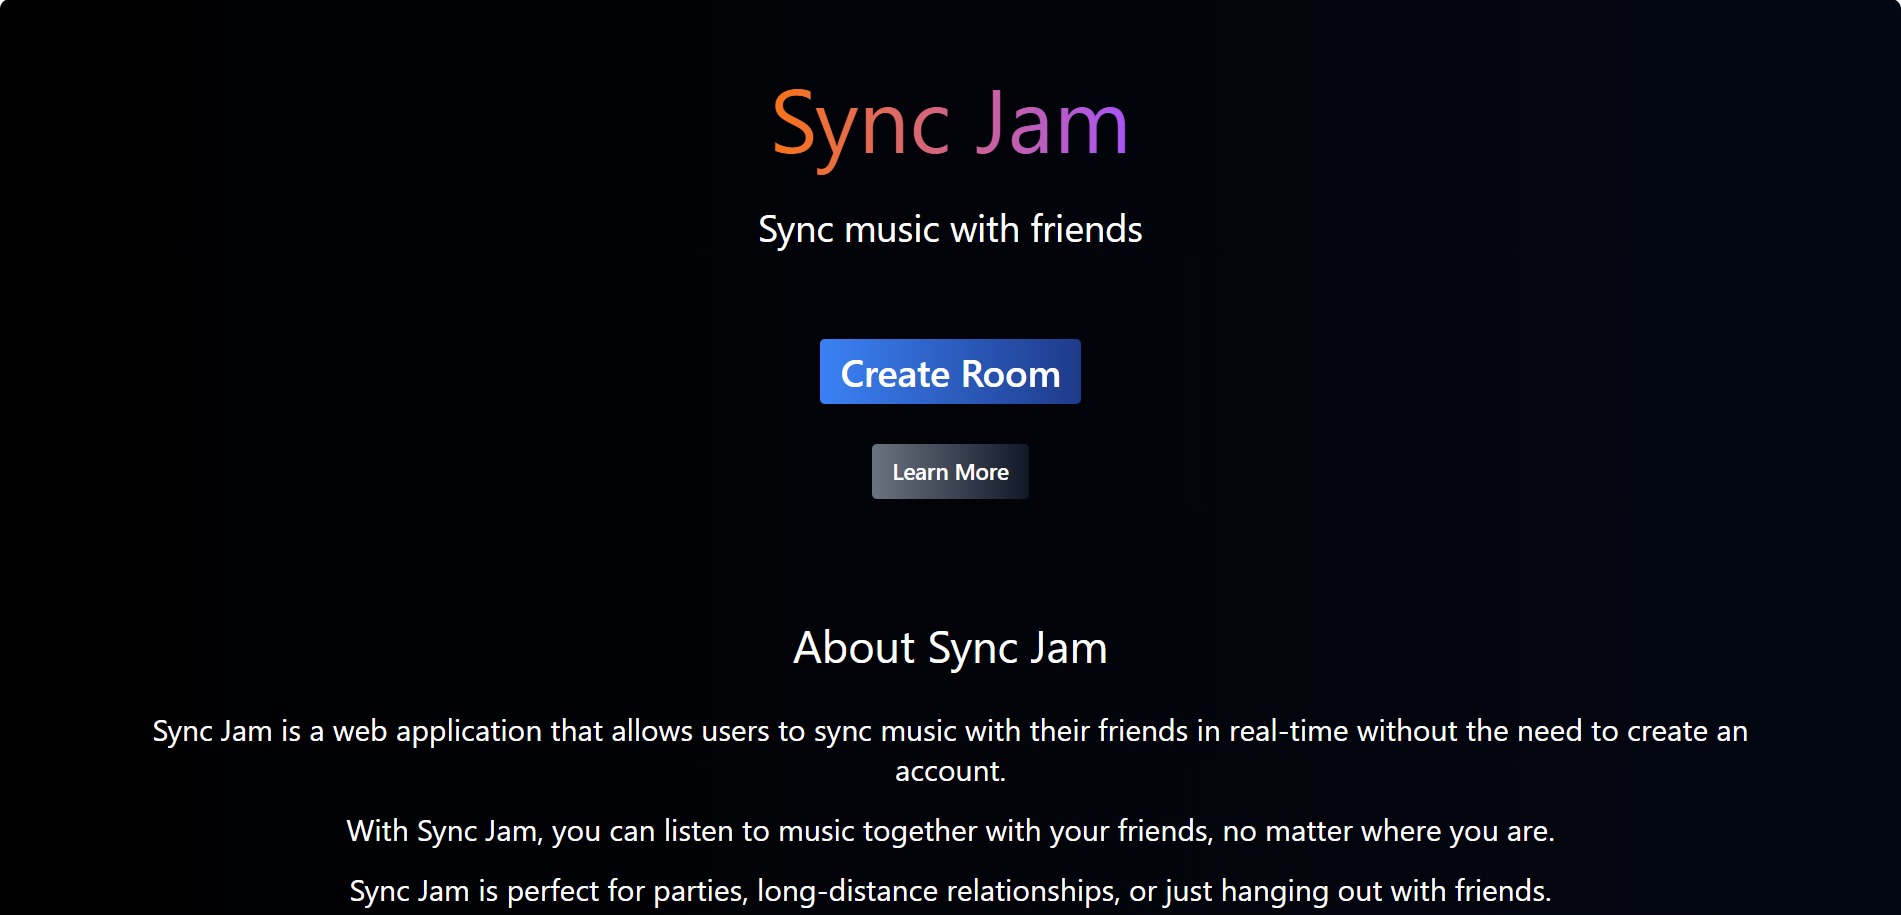 Sync Jam
Sync music with friends
Create Room
Learn More
About Sync Jam
Sync Jam is a web application that allows users to sync music with their friends in real-time without the need to create an
account.
With Sync Jam, you can listen to music together with your friends, no matter where you are.
Sync Jam is perfect for parties, long-distance relationships, or just hanging out with friends.